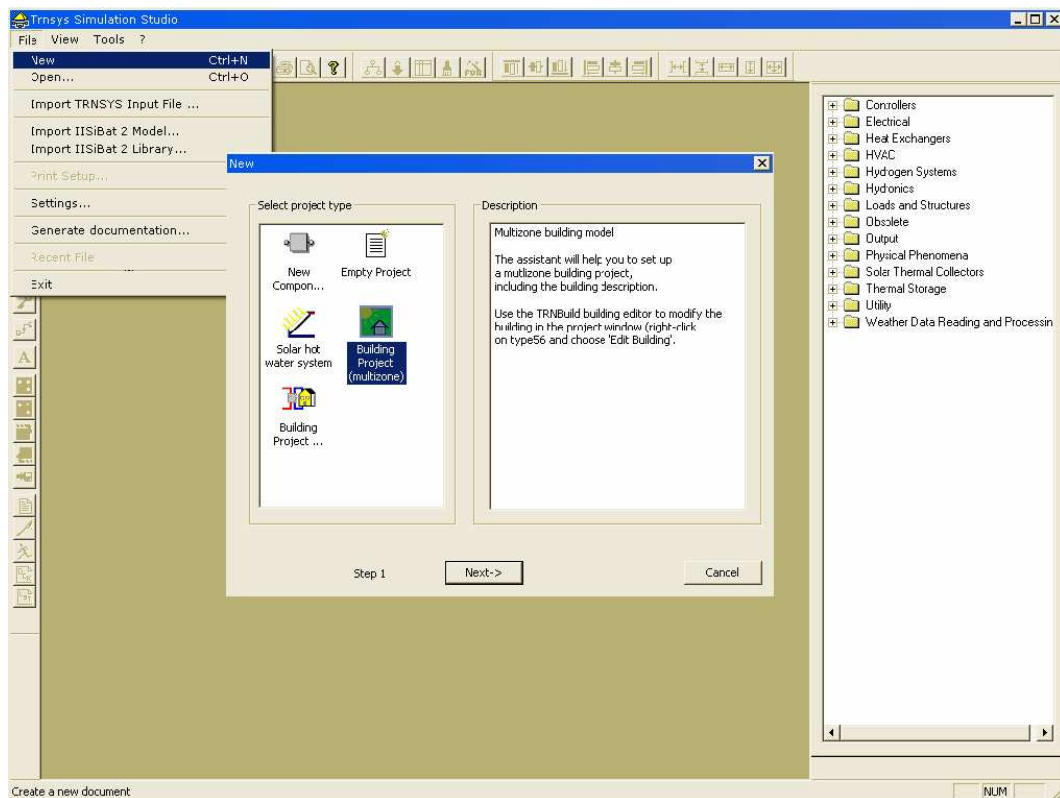 Trnsys Simulation Studio
File View Tools ?
New Ctrl+N
Open... Ctrl+O
Import TRNSYS Input File ...
Import IISiBat 2 Model...
Import IISiBat 2 Library...
Print Setup...
Settings...
Generate documentation...
Recent File
Exit
New
Select project type
New
Compon...
Empty Project
Solar hot
water system
Building
Project
(multizone)
Building
Project ...
Description
Multizone building model
The assistant will help you to set up
a mutlizone building project,
including the building description.
Use the TRNBuild building editor to modify the
building in the project window (right-click
on type56 and choose 'Edit Building'.
Step 1
Next->
Cancel
Controllers
Electrical
Heat Exchangers
HVAC
Hydrogen Systems
Hydronics
Loads and Structures
Obsolete
Output
Physical Phenomena
Solar Thermal Collectors
Thermal Storage
Utility
Weather Data Reading and Processin
Create a new document
NUM